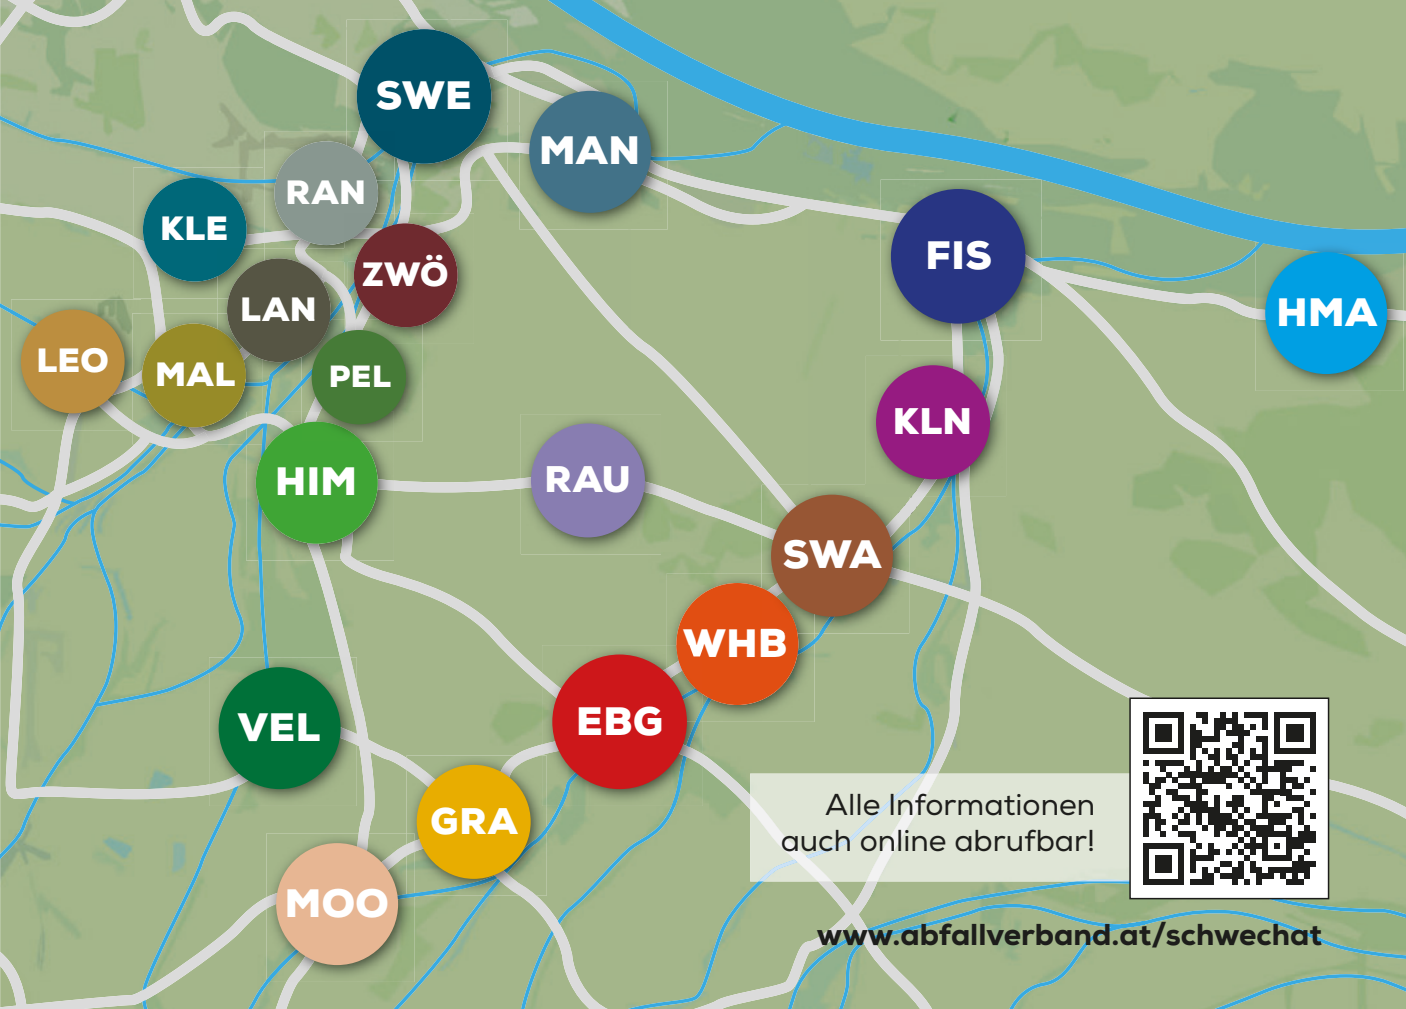 SWE
MAN
RAN
KLE
FIS
ZWÖ
LAN
HMA
LEO
MAL
PEL
KLN
HIM
RAU
SWA
WHB
EBG
VEL
GRA
MOO
Alle Informationen
auch online abrufbar!
www.abfallverband.at/schwechat